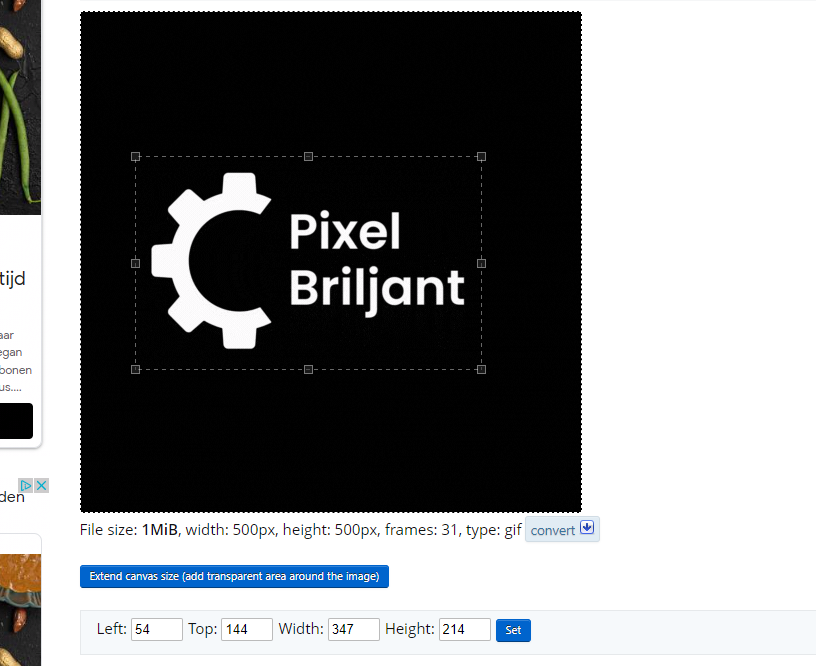 tijd
aar
egan
bonen
us....
den
Pixel
Briljant
File size: 1MiB, width: 500px, height: 500px, frames: 31, type: gif convert
Extend canvas size (add transparent area around the image)
Left: 54 Top: 144 Width: 347 Height: 214 Set